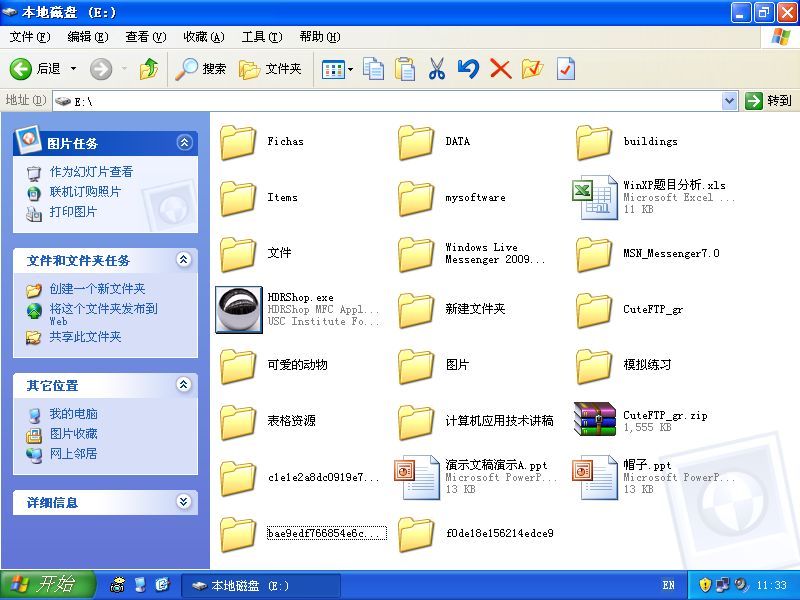 本地磁盘 (E:)
文件(F) 编辑(E) 查看(V) 收藏(A) 工具(T) 帮助(H)
后退 搜索 文件夹
地址(D) E:\ 转到
图片任务
作为幻灯片查看
联机订购照片
打印图片
文件和文件夹任务
创建一个新文件夹
将这个文件夹发布到
Web
共享此文件夹
其它位置
我的电脑
图片收藏
网上邻居
详细信息
Fichas
DATA
buildings
Items
mysoftware
WinXP题目分析.xls
Microsoft Excel ...
11 KB
文件
Windows Live
Messenger 2009...
MSN_Messenger7.0
HDRShop.exe
HDRShop MFC Appl...
USC Institute Fo...
新建文件夹
CuteFTP_gr
可爱的动物
图片
模拟练习
表格资源
计算机应用技术讲稿
CuteFTP_gr.zip
1,555 KB
c1e1e2a8dc0919e7...
演示文稿演示A.ppt
Microsoft PowerP...
13 KB
帽子.ppt
Microsoft PowerP...
13 KB
bae9edf766854e6c...
f0de18e156214edce9
开始 本地磁盘 (E:) EN 11:33